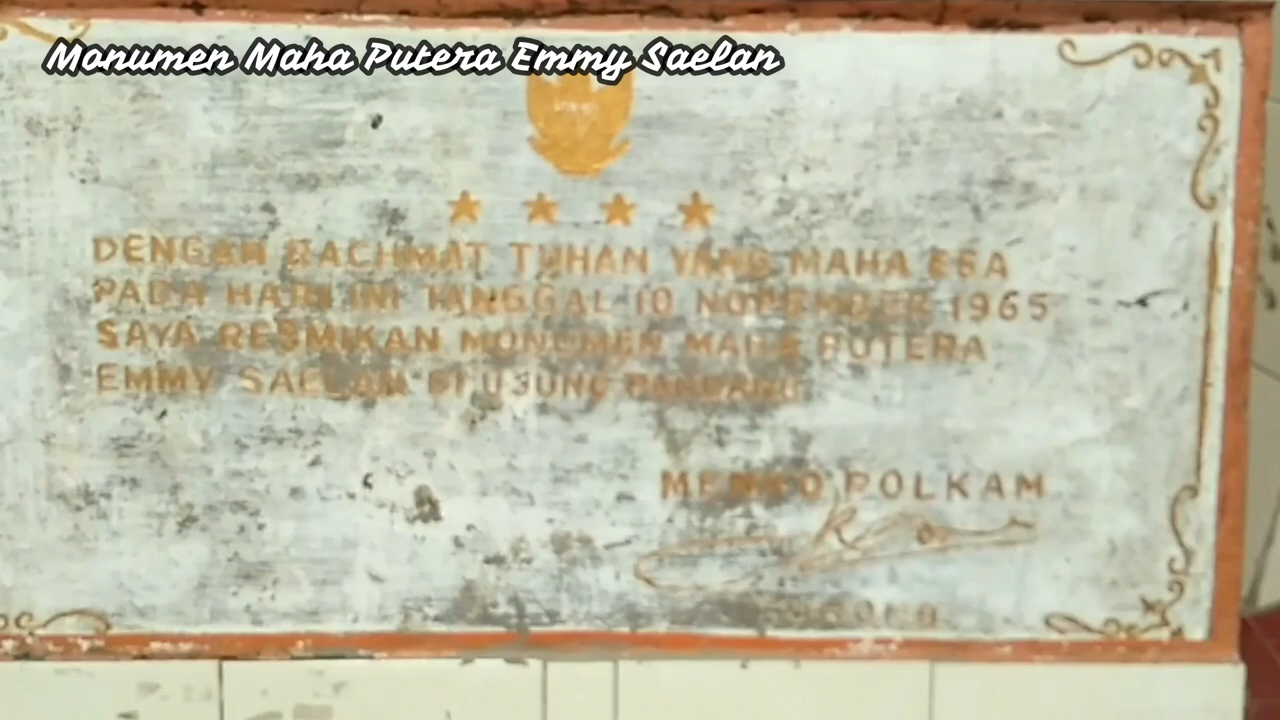 Monumen Maha Putera Emmy Saelan
DENGAN RACHMAT TUHAN YANG MAHA ESA
PADA HARI INI TANGGAL 10 NOPEMBER 1965
SAYA RESMIKAN MONUMEN MAHA PUTERA
EMMY SAELAN DI UJUNG PANDANG
MENKO POLKAM